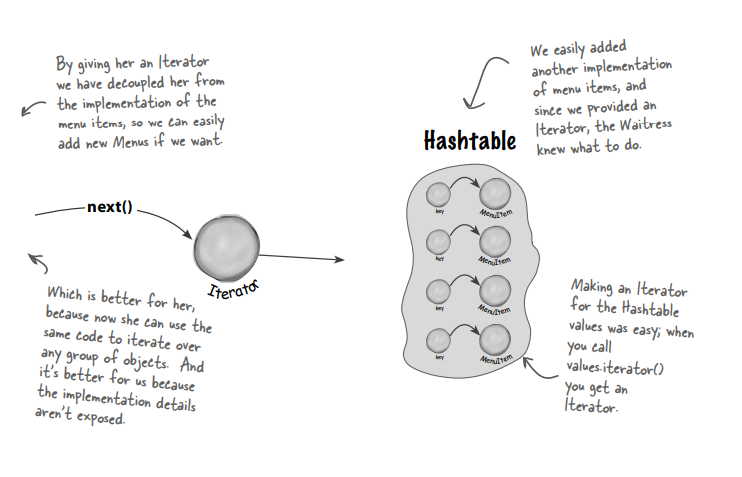 By giving her an Iterator
we have decoupled her from
the implementation of the
menu items, so we can easily
add new Menus if we want.
We easily added
another implementation
of menu items, and
since we provided an
Iterator, the Waitress
knew what to do.
Hashtable
next()
Iterator
key
MenuItem
key
MenuItem
key
MenuItem
key
MenuItem
Which is better for her,
because now she can use the
same code to iterate over
any group of objects. And
it's better for us because
the implementation details
aren't exposed.
Making an Iterator
for the Hashtable
values was easy; when
you call
values.iterator()
you get an
Iterator.